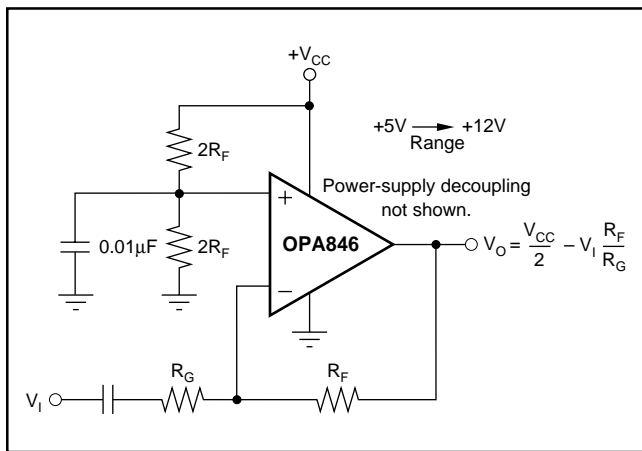 +V_CC
+5V → +12V
Range
2R_F
Power-supply decoupling
not shown.
+
0.01μF
2R_F
OPA846
V_O = V_CC/2 – V_I R_F/R_G
–
R_G
R_F
V_I